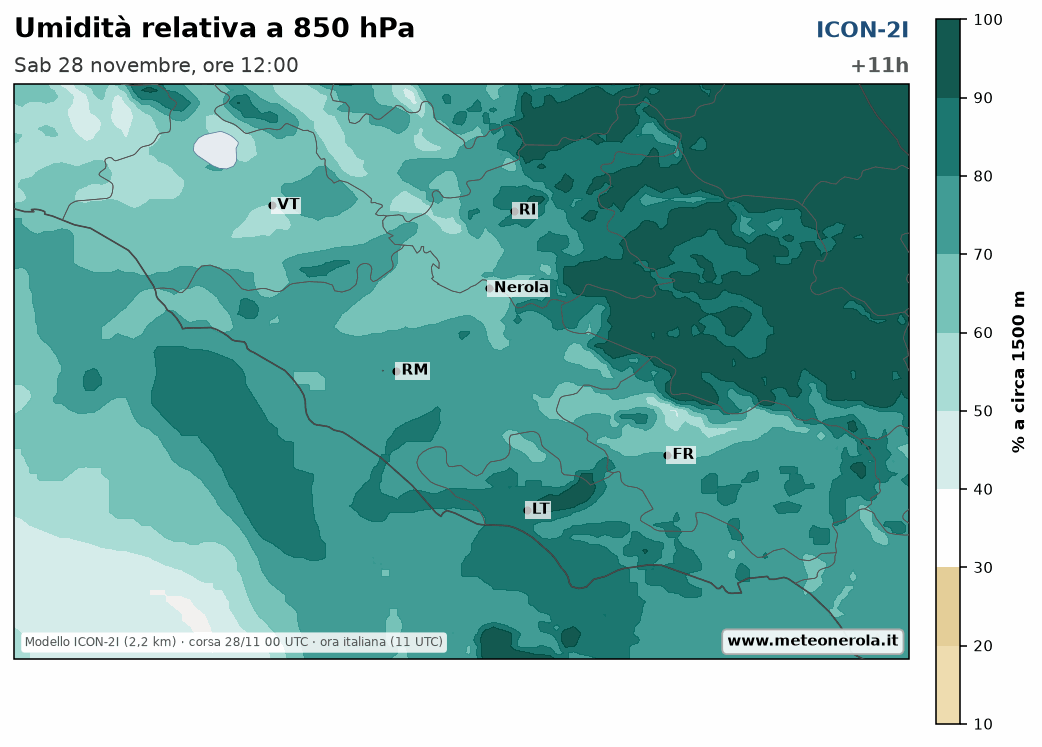 Umidità relativa a 850 hPa
ICON-2I
Sab 28 novembre, ore 12:00
+11h
100
90
80
70
60
50
40
30
20
10
% a circa 1500 m
VT
RI
Nerola
RM
FR
LT
Modello ICON-2I (2,2 km) · corsa 28/11 00 UTC · ora italiana (11 UTC)
www.meteonerola.it